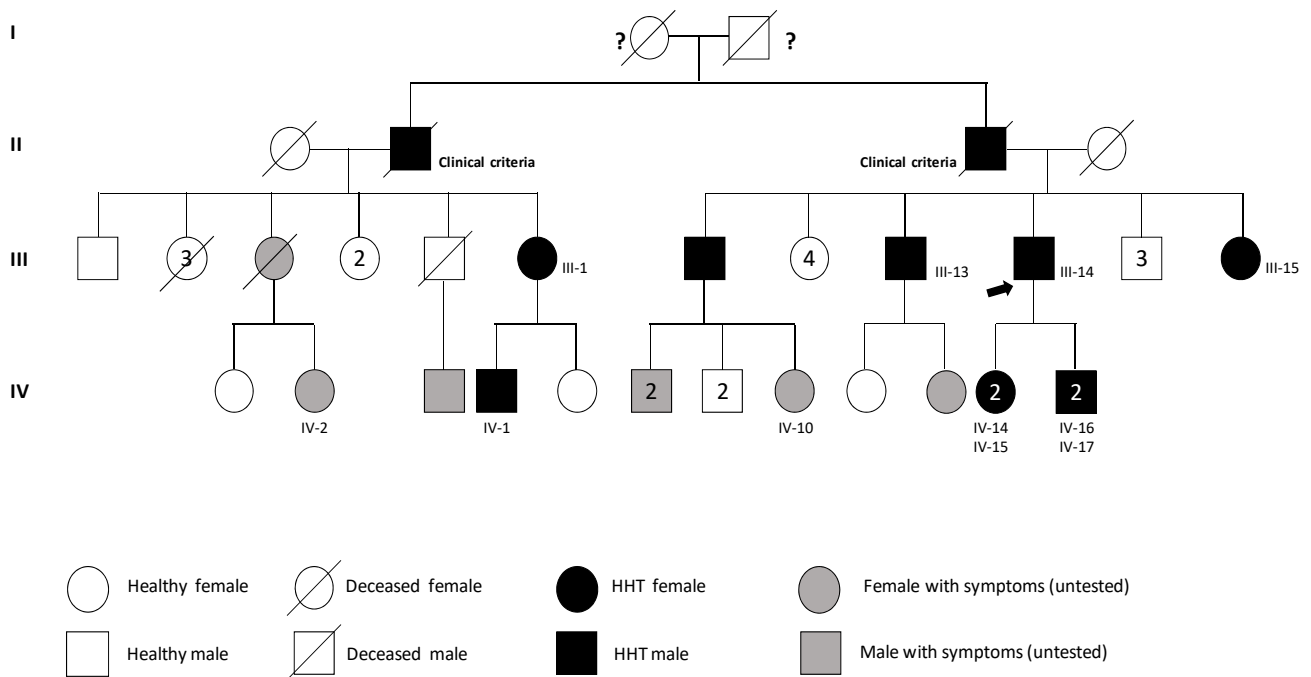 I
? ?
II
Clinical criteria Clinical criteria
III 3 2 III-1 4 III-13 III-14 3 III-15
IV 2 2 2 2
IV-2 IV-1 IV-10 IV-14 IV-16
IV-15 IV-17
Healthy female Deceased female HHT female Female with symptoms (untested)
Healthy male Deceased male HHT male Male with symptoms (untested)